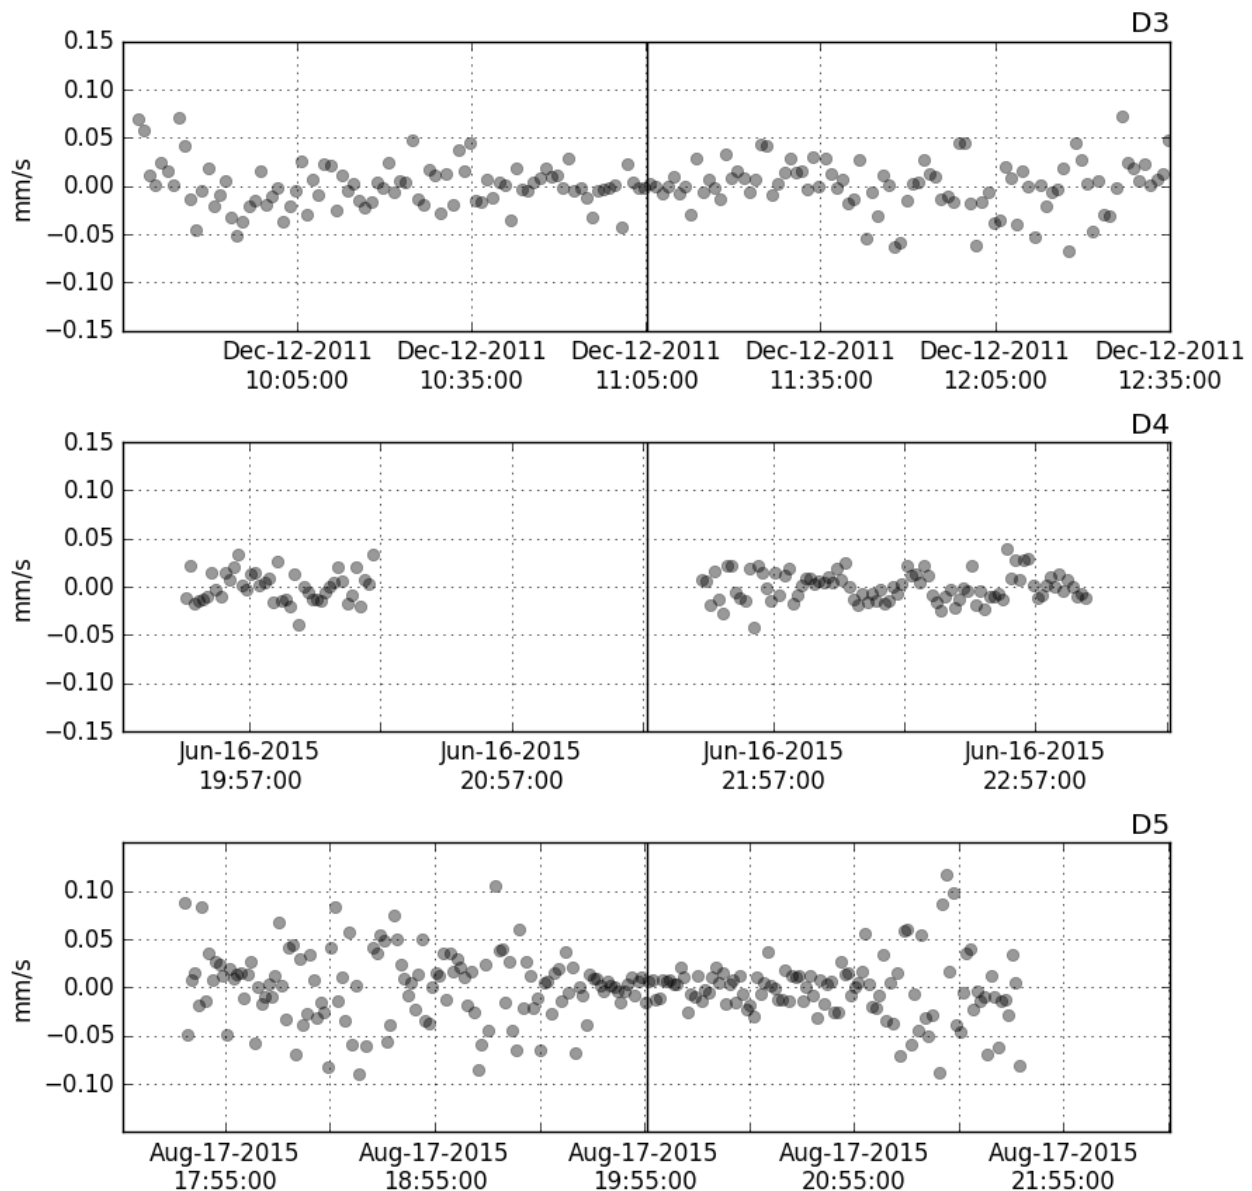 D3
0.15
0.10
0.05
0.00
−0.05
−0.10
−0.15
mm/s
Dec-12-2011 Dec-12-2011 Dec-12-2011 Dec-12-2011 Dec-12-2011 Dec-12-2011
10:05:00 10:35:00 11:05:00 11:35:00 12:05:00 12:35:00
D4
0.15
0.10
0.05
0.00
−0.05
−0.10
−0.15
mm/s
Jun-16-2015 Jun-16-2015 Jun-16-2015 Jun-16-2015
19:57:00 20:57:00 21:57:00 22:57:00
D5
0.10
0.05
0.00
−0.05
−0.10
mm/s
Aug-17-2015 Aug-17-2015 Aug-17-2015 Aug-17-2015 Aug-17-2015
17:55:00 18:55:00 19:55:00 20:55:00 21:55:00